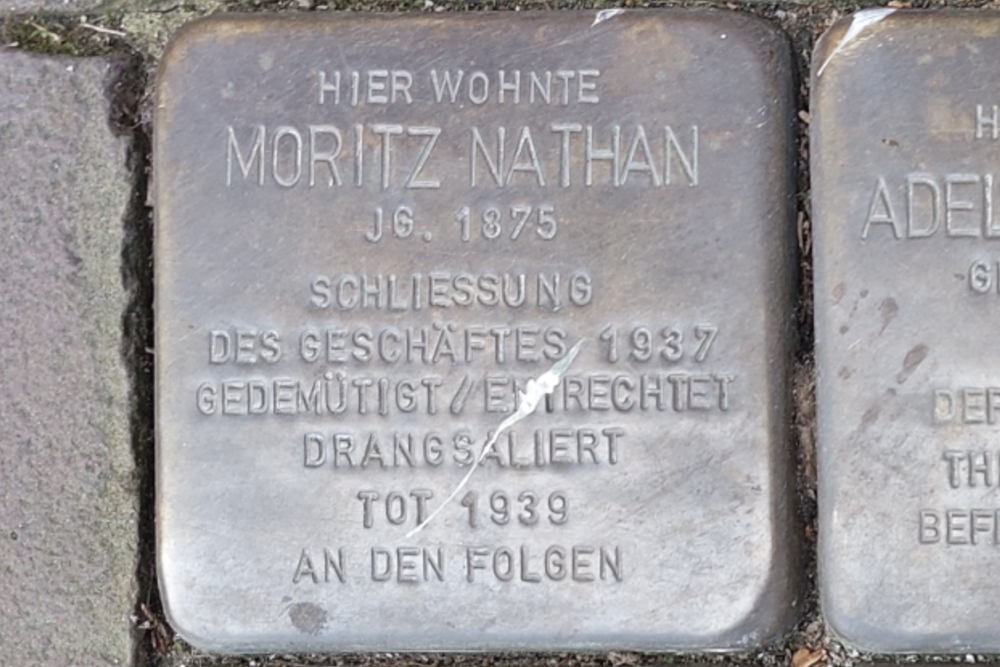 HIER WOHNTE
MORITZ NATHAN
JG. 1875
SCHLIESSUNG
DES GESCHÄFTES 1937
GEDEMÜTIGT // ENTRECHTET
DRANGSALIERT
TOT 1939
AN DEN FOLGEN